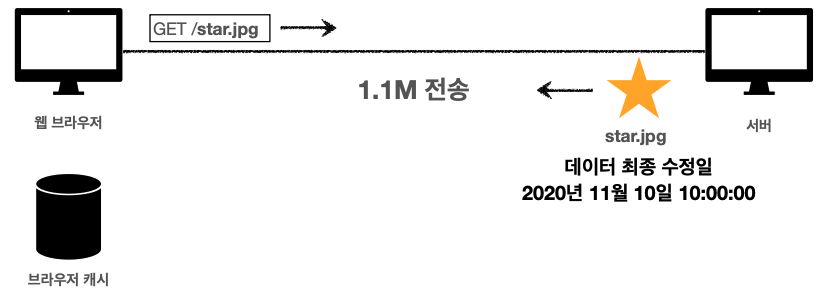 GET /star.jpg
1.1M 전송
웹 브라우저
서버
star.jpg
데이터 최종 수정일
2020년 11월 10일 10:00:00
브라우저 캐시